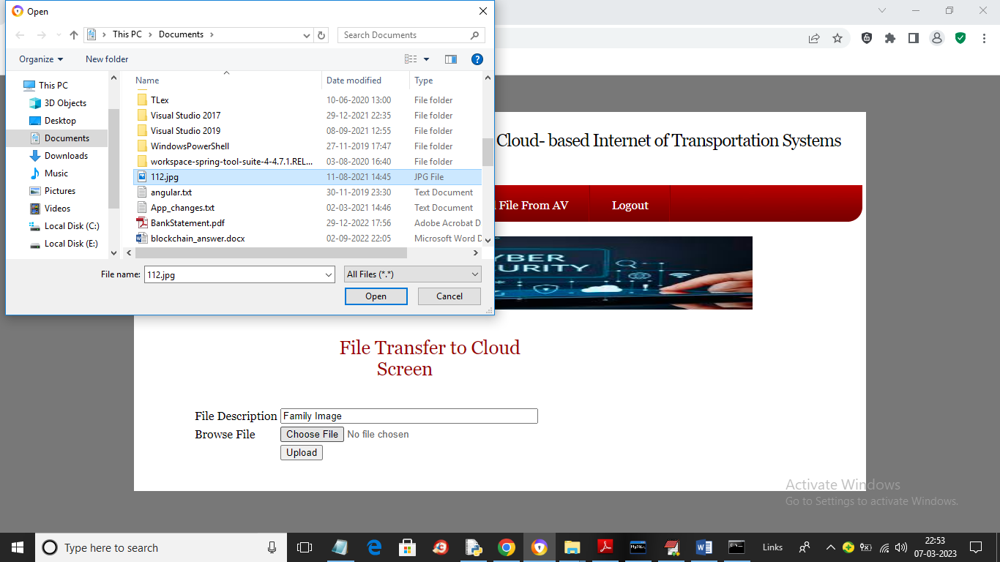 Open
This PC > Documents >
Search Documents
Organize
New folder
This PC
3D Objects
Desktop
Documents
Downloads
Music
Pictures
Videos
Local Disk (C:)
Local Disk (E:)
Name Date modified Type
TLex 10-06-2020 13:00 File folder
Visual Studio 2017 29-12-2021 22:35 File folder
Visual Studio 2019 08-09-2021 12:55 File folder
WindowsPowerShell 27-11-2019 17:47 File folder
workspace-spring-tool-suite-4-4.7.1.REL... 03-08-2020 16:40 File folder
112.jpg 11-08-2021 14:45 JPG File
angular.txt 30-11-2019 23:30 Text Document
App_changes.txt 02-03-2021 14:46 Text Document
BankStatement.pdf 29-12-2022 17:56 Adobe Acrobat D
blockchain_answer.docx 02-09-2022 22:05 Microsoft Word D
File name: 112.jpg All Files (*.*)
Open Cancel
Cloud- based Internet of Transportation Systems
File From AV Logout
YBER
URITY
File Transfer to Cloud
Screen
File Description Family Image
Browse File Choose File No file chosen
Upload
Activate Windows
Go to Settings to activate Windows.
Type here to search
Links
22:53
07-03-2023